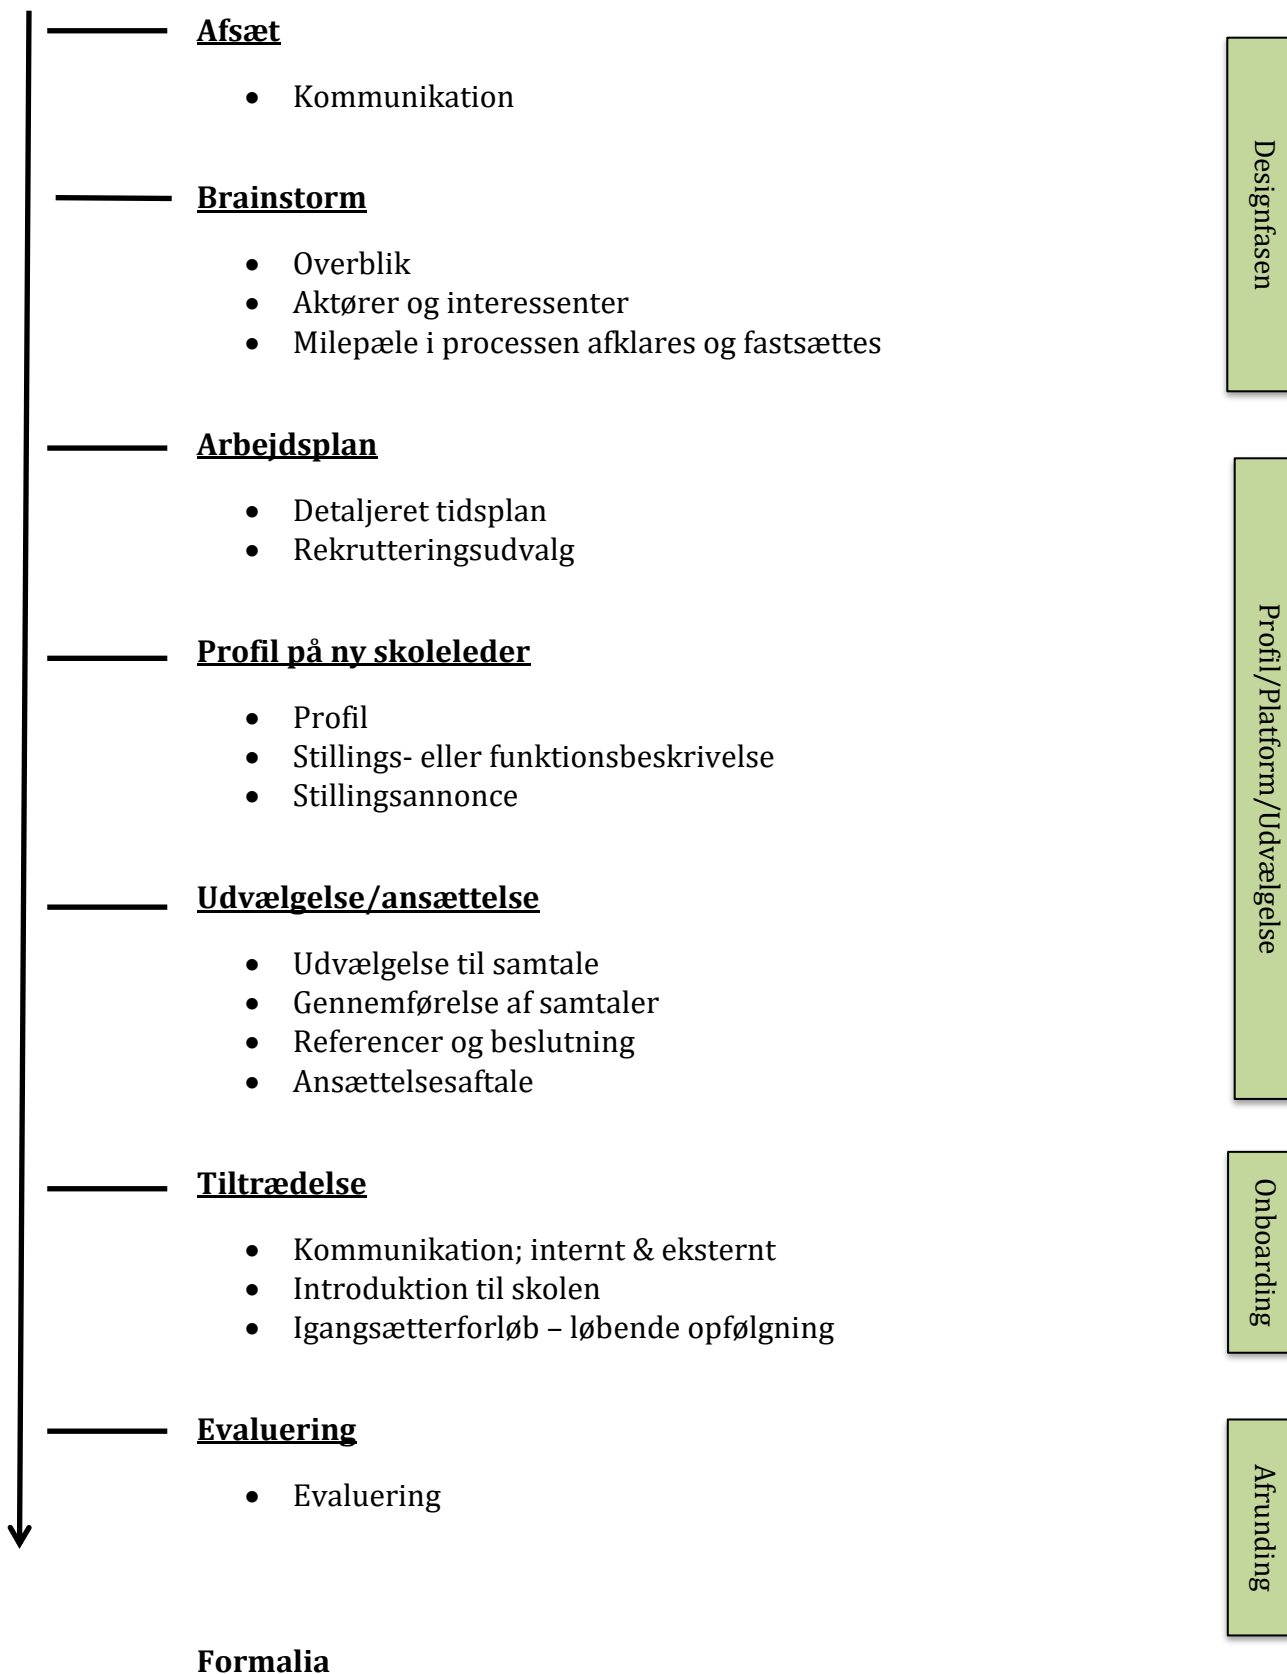 Afsæt
• Kommunikation
Brainstorm
• Overblik
• Aktører og interessenter
• Milepæle i processen afklares og fastsættes
Designfasen
Arbejdsplan
• Detaljeret tidsplan
• Rekrutteringsudvalg
Profil på ny skoleleder
• Profil
• Stillings- eller funktionsbeskrivelse
• Stillingsannonce
Udvælgelse/ansættelse
• Udvælgelse til samtale
• Gennemførelse af samtaler
• Referencer og beslutning
• Ansættelsesaftale
Profil/Platform/Udvælgelse
Tiltrædelse
• Kommunikation; internt & eksternt
• Introduktion til skolen
• Igangsætterforløb – løbende opfølgning
Onboarding
Evaluering
• Evaluering
Afrunding
Formalia